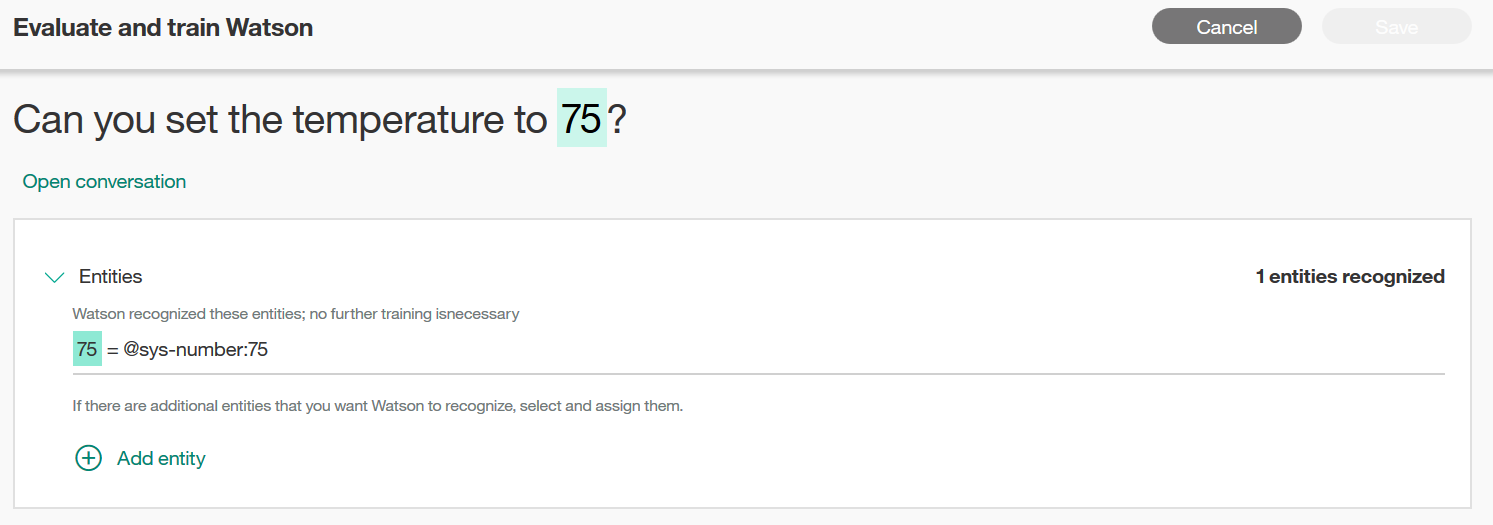 Evaluate and train Watson
Cancel
Save
Can you set the temperature to 75?
Open conversation
Entities
1 entities recognized
Watson recognized these entities; no further training isnecessary
75 = @sys-number:75
If there are additional entities that you want Watson to recognize, select and assign them.
Add entity